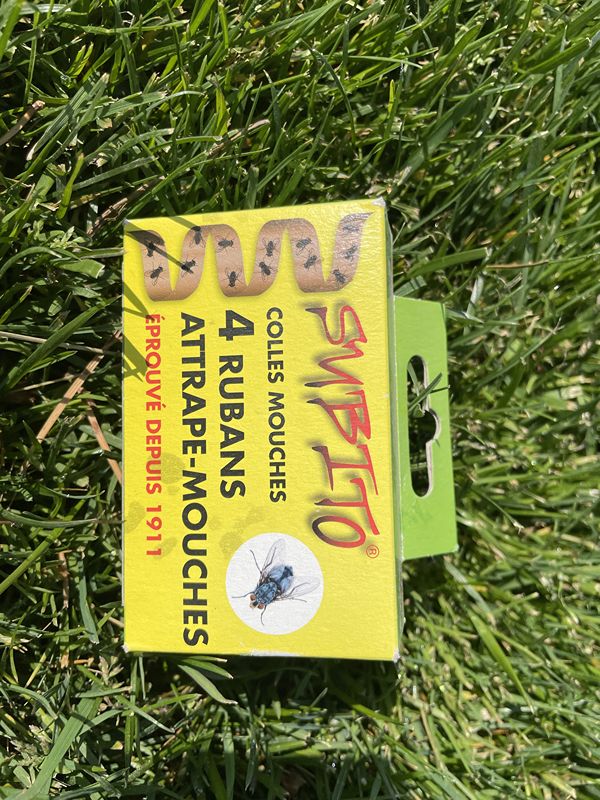 SUBITO®
COLLES MOUCHES
4 RUBANS
ATTRAPE-MOUCHES
ÉPROUVÉ DEPUIS 1911